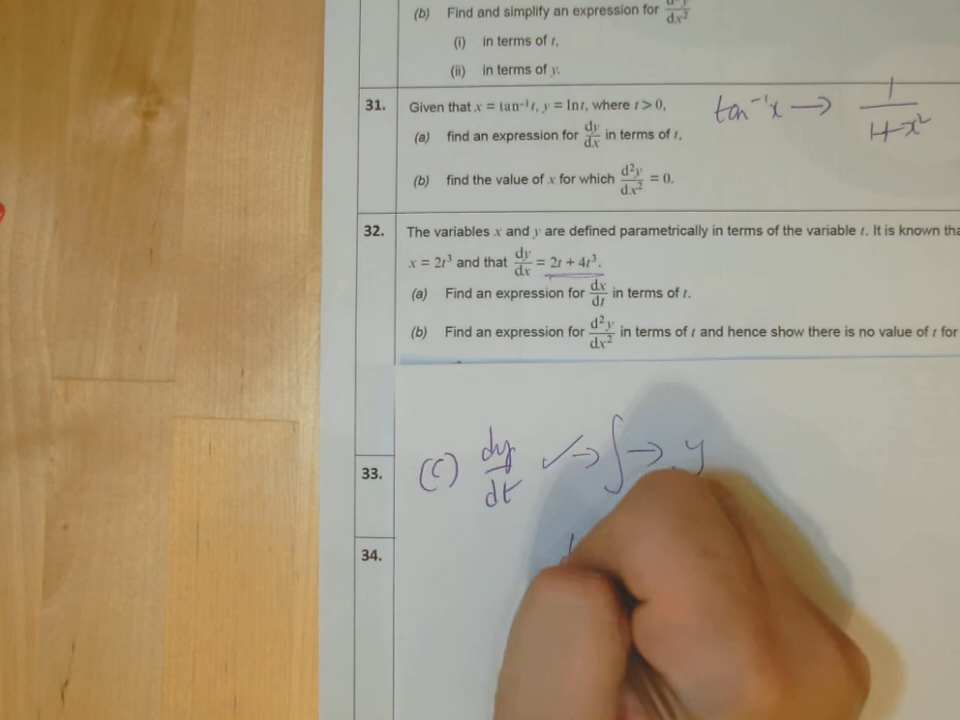 (b) Find and simplify an expression for d²y/dx²
(i) in terms of t,
(ii) in terms of y.
31. Given that x = tan⁻¹t, y = ln t, where t > 0,
(a) find an expression for dy/dx in terms of t,
(b) find the value of x for which d²y/dx² = 0.
tan⁻¹x → 1/1+x²
32. The variables x and y are defined parametrically in terms of the variable t. It is known
x = 2t³ and that dy/dx = 2t + 4t³.
(a) Find an expression for dx/dt in terms of t.
(b) Find an expression for d²y/dx² in terms of t and hence show there is no value of t for
33. (c) dy/dt ✓→ ∫ → y
34.